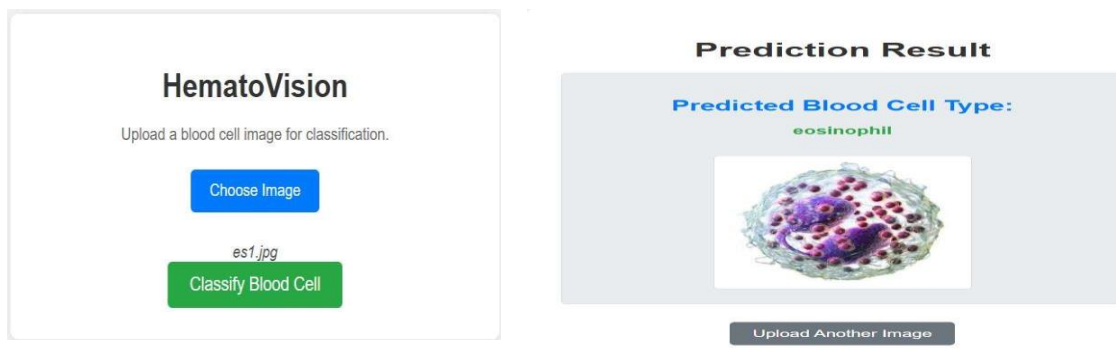 HematoVision
Upload a blood cell image for classification.
Choose Image
es1.jpg
Classify Blood Cell
Prediction Result
Predicted Blood Cell Type:
eosinophil
Upload Another Image